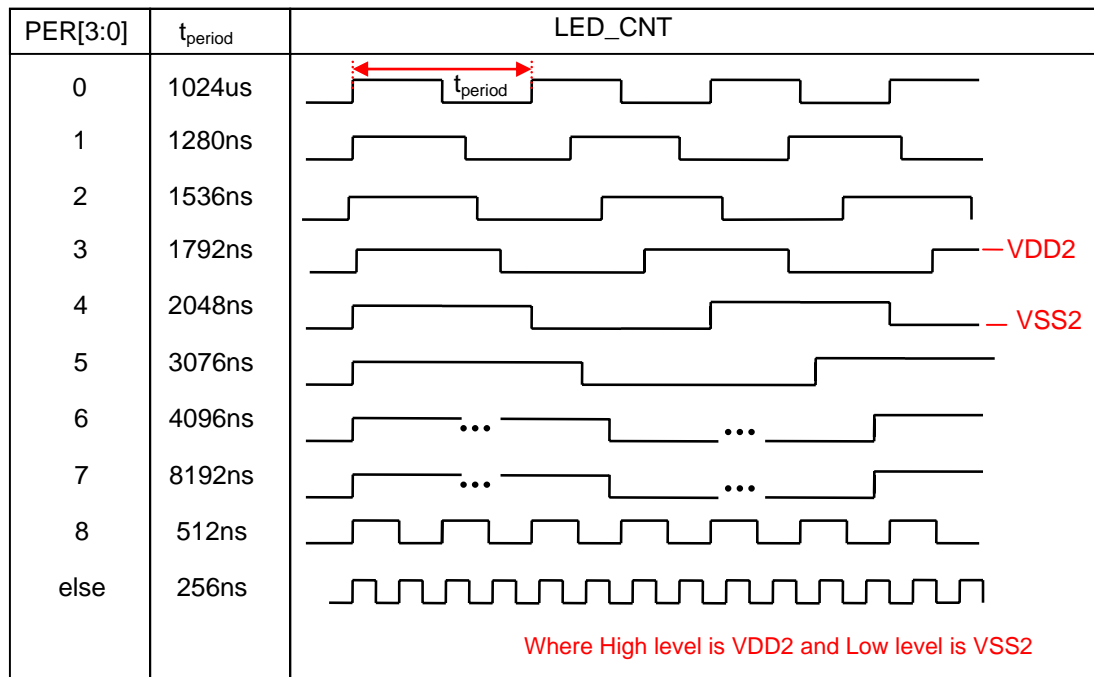 PER[3:0] tperiod LED_CNT
0 1024us tperiod
1 1280ns
2 1536ns
3 1792ns VDD2
4 2048ns VSS2
5 3076ns
6 4096ns ... ...
7 8192ns ... ...
8 512ns
else 256ns
Where High level is VDD2 and Low level is VSS2